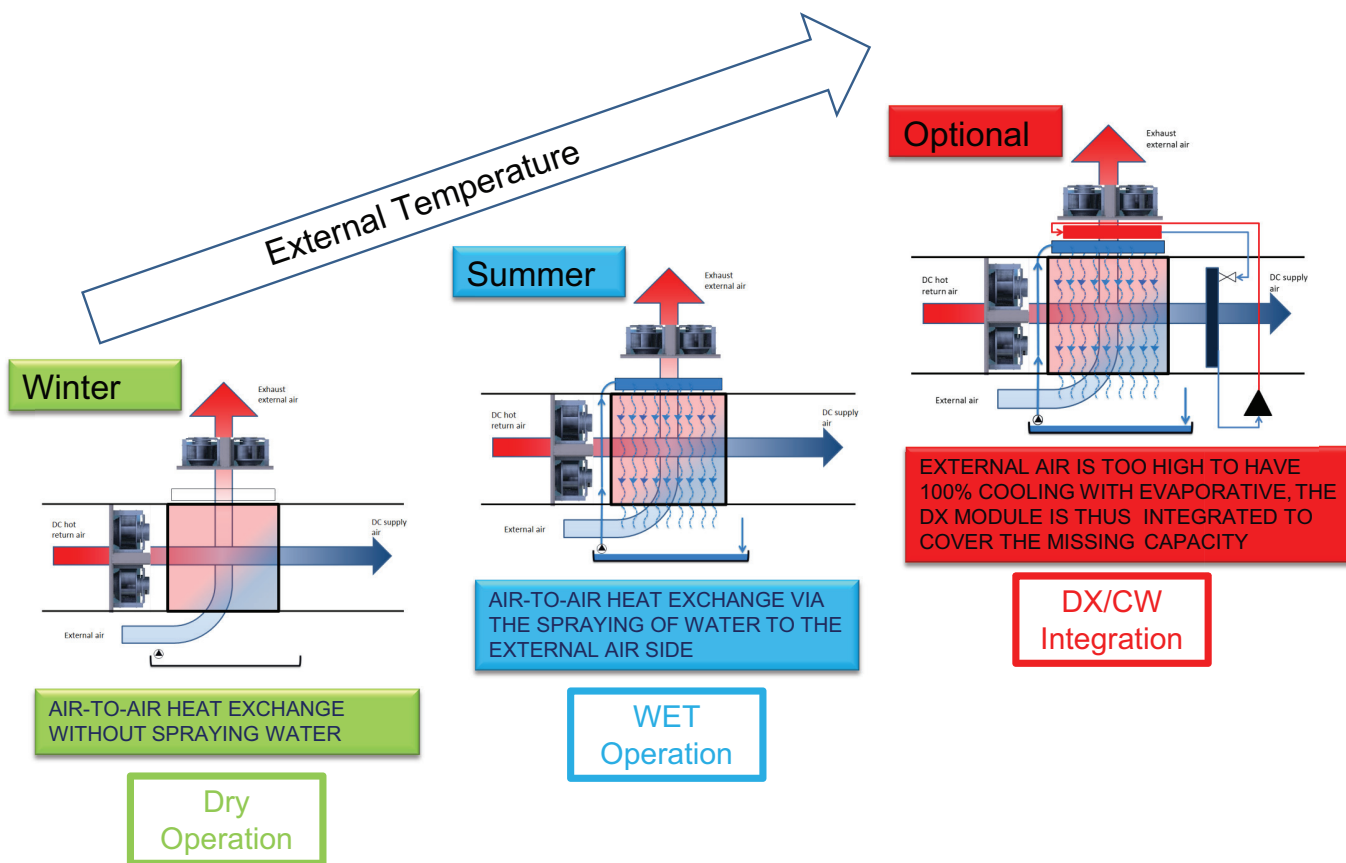 External Temperature
Winter
Exhaust
external air
DC hot
return air
DC supply
air
External air
AIR-TO-AIR HEAT EXCHANGE
WITHOUT SPRAYING WATER
Dry
Operation
Summer
Exhaust
external air
DC hot
return air
DC supply
air
External air
AIR-TO-AIR HEAT EXCHANGE VIA
THE SPRAYING OF WATER TO THE
EXTERNAL AIR SIDE
WET
Operation
Optional
Exhaust
external air
DC hot
return air
DC supply
air
External air
EXTERNAL AIR IS TOO HIGH TO HAVE
100% COOLING WITH EVAPORATIVE, THE
DX MODULE IS THUS INTEGRATED TO
COVER THE MISSING CAPACITY
DX/CW
Integration